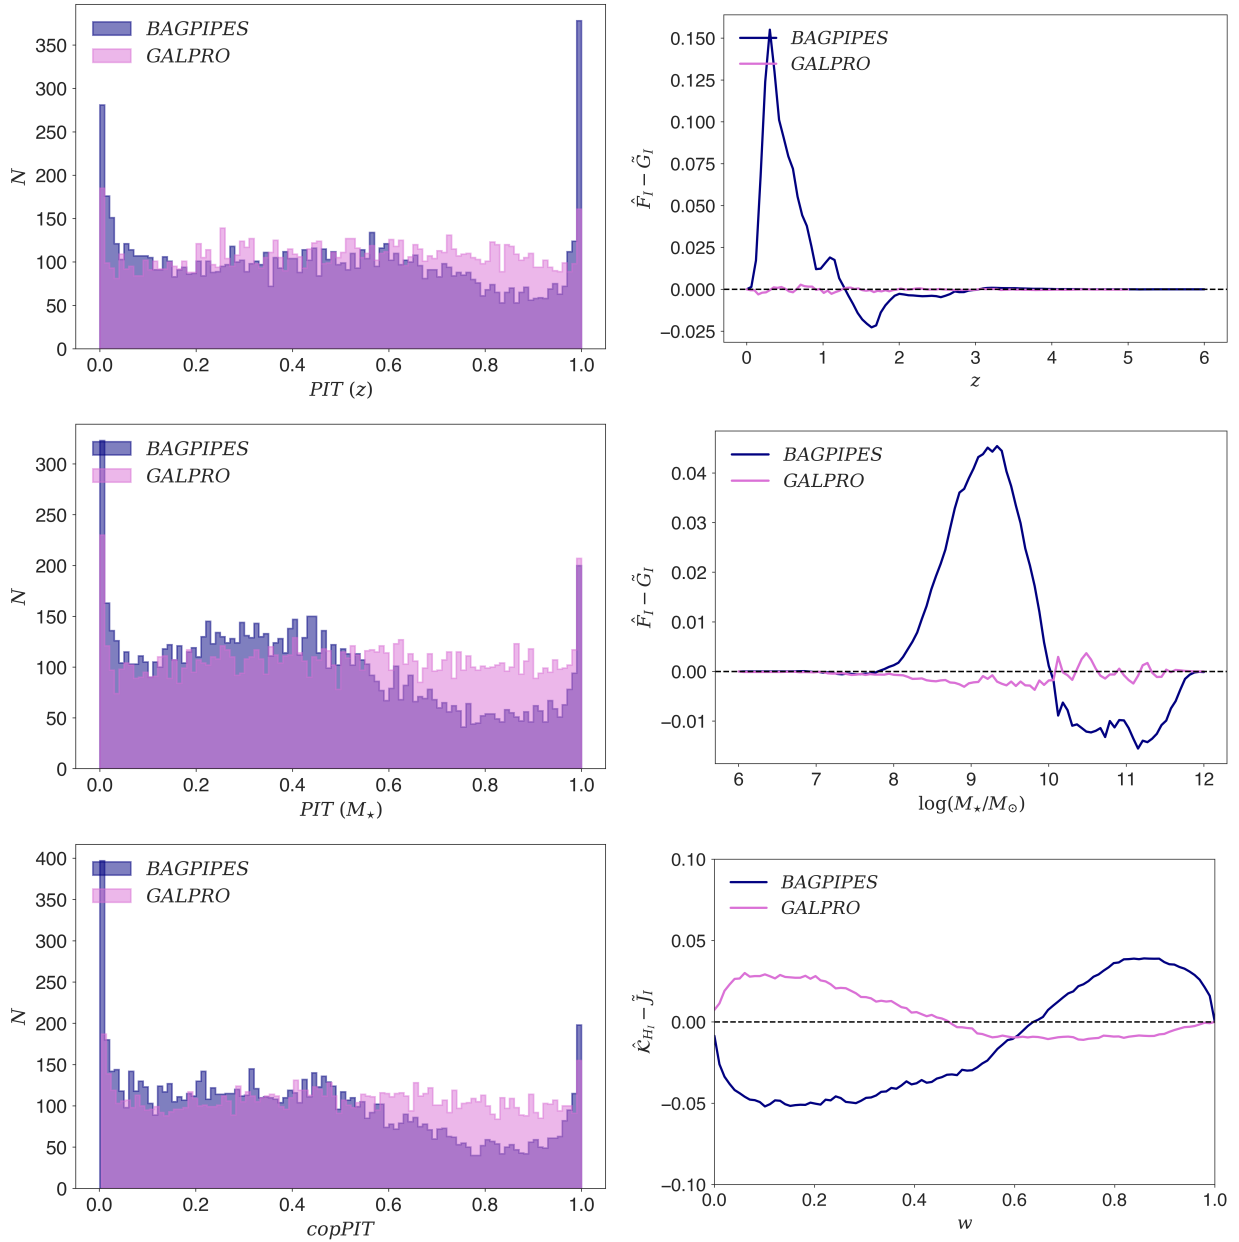 BAGPIPES
GALPRO
350
300
250
200
150
100
50
0
N
0.0 0.2 0.4 0.6 0.8 1.0
PIT (z)
BAGPIPES
GALPRO
0.150
0.125
0.100
0.075
0.050
0.025
0.000
−0.025
F̂_I − G̃_I
0 1 2 3 4 5 6
z
BAGPIPES
GALPRO
300
250
200
150
100
50
0
N
0.0 0.2 0.4 0.6 0.8 1.0
PIT (M⋆)
BAGPIPES
GALPRO
0.04
0.03
0.02
0.01
0.00
−0.01
F̂_I − G̃_I
6 7 8 9 10 11 12
log(M⋆/M⊙)
BAGPIPES
GALPRO
400
350
300
250
200
150
100
50
0
N
0.0 0.2 0.4 0.6 0.8 1.0
copPIT
BAGPIPES
GALPRO
0.10
0.05
0.00
−0.05
−0.10
𝒦̂_{H_I} − J̃_I
0.0 0.2 0.4 0.6 0.8 1.0
w